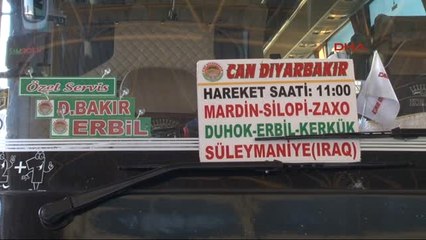 DHA
Özel Servis
D.BAKIR
ERBİL
CAN DİYARBAKIR
HAREKET SAATİ: 11:00
MARDİN-SİLOPİ-ZAXO
DUHOK-ERBİL-KERKÜK
SÜLEYMANİYE(IRAQ)